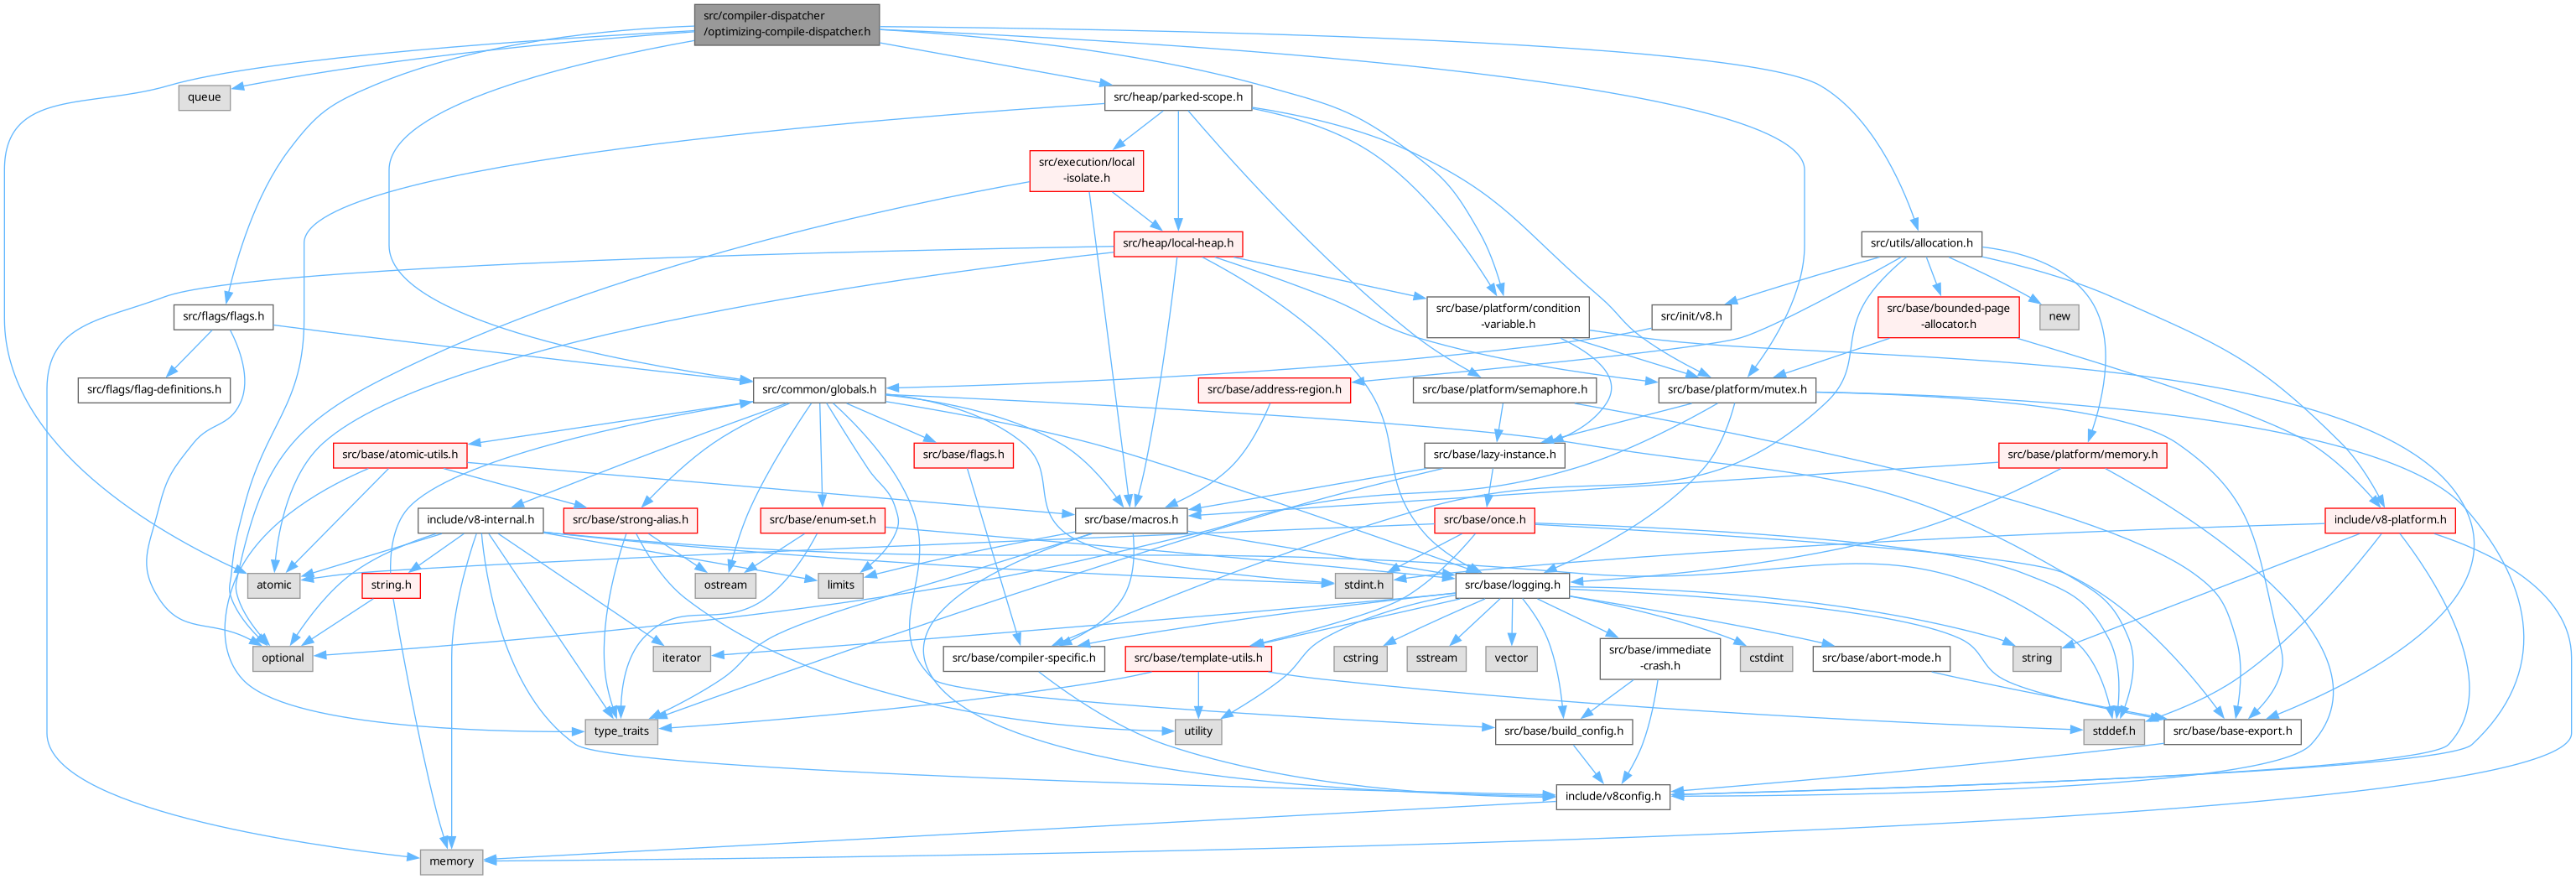 src/compiler-dispatcher
/optimizing-compile-dispatcher.h
queue
src/heap/parked-scope.h
src/execution/local
-isolate.h
src/heap/local-heap.h
src/utils/allocation.h
src/flags/flags.h
src/base/platform/condition
-variable.h
src/init/v8.h
src/base/bounded-page
-allocator.h
new
src/flags/flag-definitions.h
src/common/globals.h
src/base/address-region.h
src/base/platform/semaphore.h
src/base/platform/mutex.h
src/base/atomic-utils.h
src/base/flags.h
src/base/lazy-instance.h
src/base/platform/memory.h
include/v8-internal.h
src/base/strong-alias.h
src/base/enum-set.h
src/base/macros.h
src/base/once.h
include/v8-platform.h
atomic
string.h
ostream
limits
stdint.h
src/base/logging.h
optional
iterator
src/base/compiler-specific.h
src/base/template-utils.h
cstring
sstream
vector
src/base/immediate
-crash.h
cstdint
src/base/abort-mode.h
string
type_traits
utility
src/base/build_config.h
stddef.h
src/base/base-export.h
include/v8config.h
memory